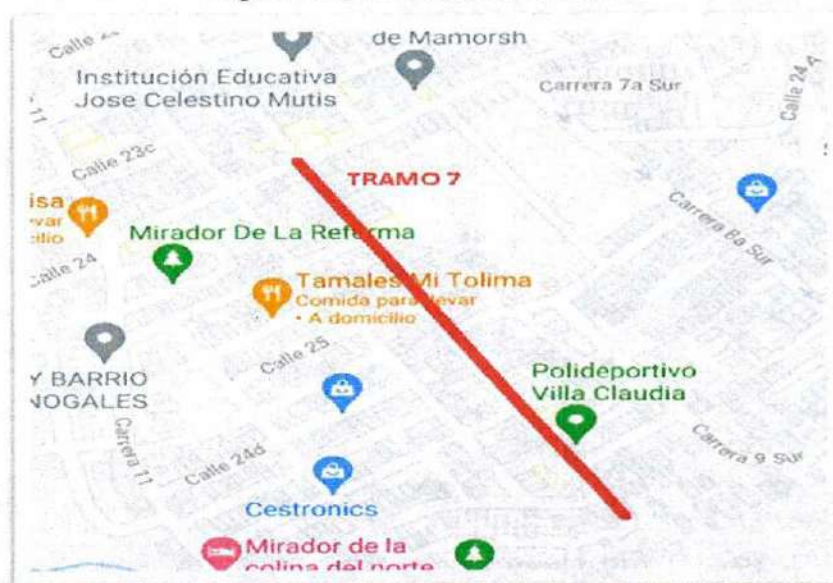 de Mamorsh
Institución Educativa
Jose Celestino Mutis
Carrera 7a Sur
Calle 24 A
Calle 23c
TRAMO 7
Carrera 8a Sur
Mirador De La Reforma
Calle 24
Tamales Mi Tolima
Comida para llevar
• A domicilio
Calle 25
Y BARRIO
NOGALES
Polideportivo
Villa Claudia
Carrera 11
Calle 24d
Carrera 9 Sur
Cestronics
Mirador de la
colina del norte